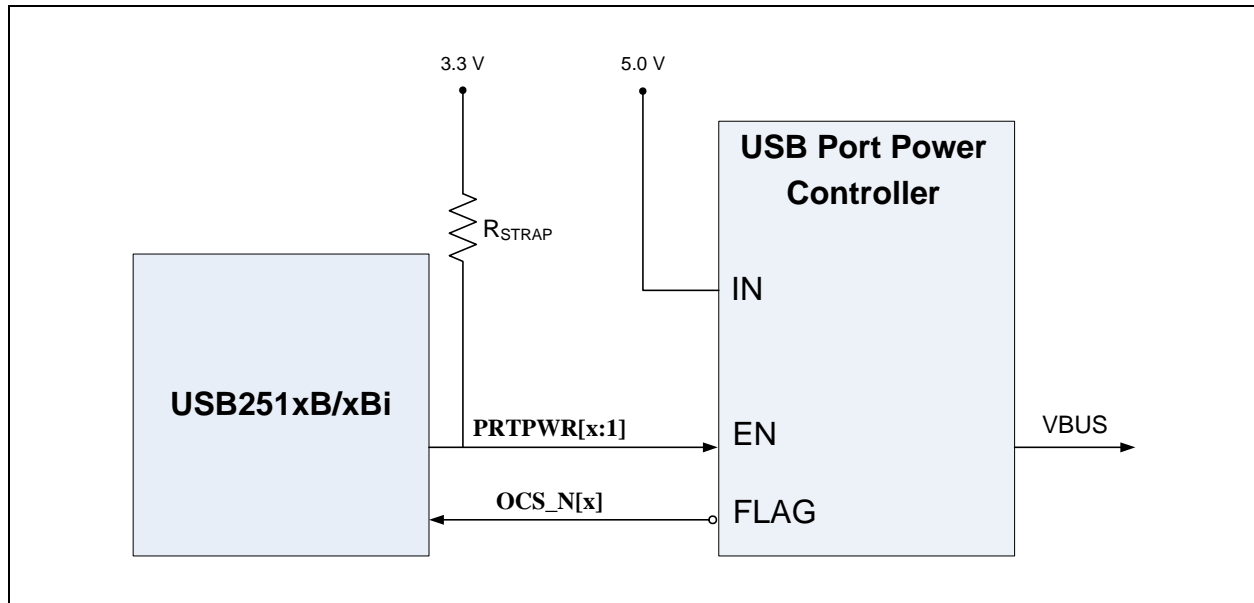 3.3 V
5.0 V
USB Port Power
Controller
RSTRAP
IN
USB251xB/xBi
PRTPWR[x:1]
EN
VBUS
OCS_N[x]
FLAG